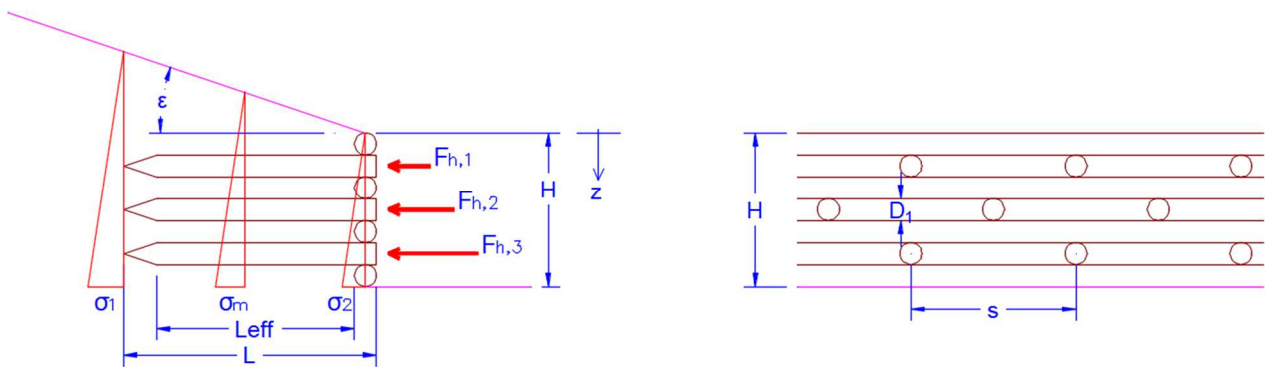 ε
Fh,1
Fh,2
Fh,3
H
z
σ1
σm
σ2
Leff
L
H
D1
s